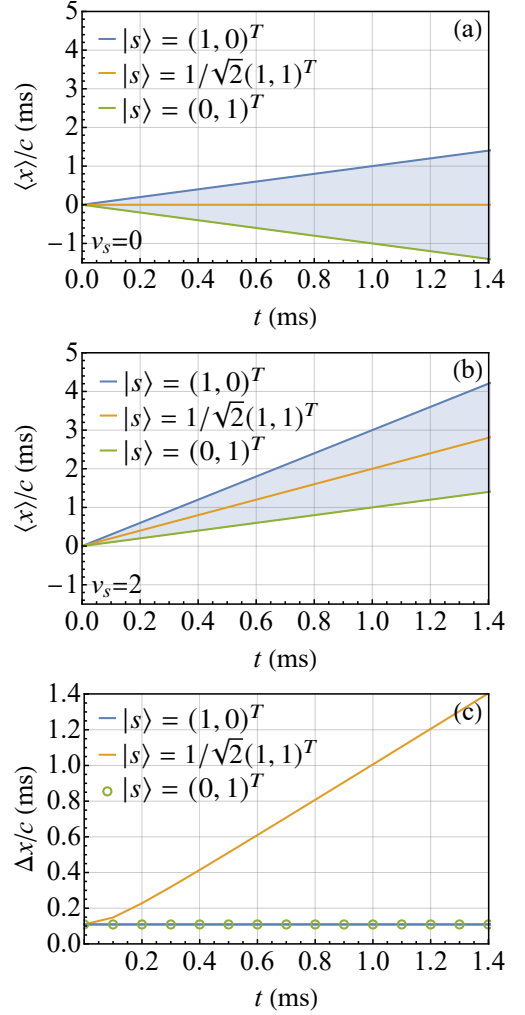 5
4
3
2
1
0
−1
⟨x⟩/c (ms)
(a)
|s⟩ = (1, 0)^T
|s⟩ = 1/√2(1, 1)^T
|s⟩ = (0, 1)^T
v_s=0
0.0 0.2 0.4 0.6 0.8 1.0 1.2 1.4
t (ms)
5
4
3
2
1
0
−1
⟨x⟩/c (ms)
(b)
|s⟩ = (1, 0)^T
|s⟩ = 1/√2(1, 1)^T
|s⟩ = (0, 1)^T
v_s=2
0.0 0.2 0.4 0.6 0.8 1.0 1.2 1.4
t (ms)
1.4
1.2
1.0
0.8
0.6
0.4
0.2
0.0
Δx/c (ms)
(c)
|s⟩ = (1, 0)^T
|s⟩ = 1/√2(1, 1)^T
|s⟩ = (0, 1)^T
0.2 0.4 0.6 0.8 1.0 1.2 1.4
t (ms)